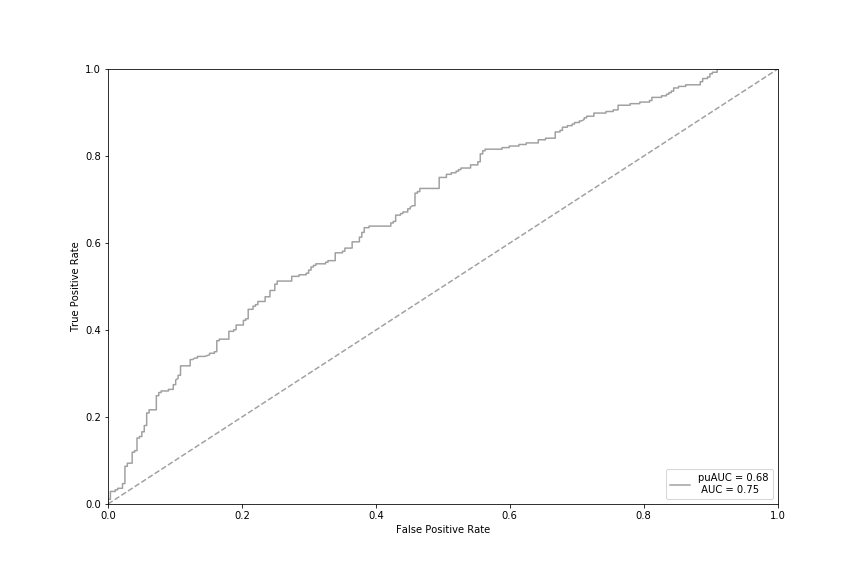 1.0
0.8
0.6
0.4
0.2
0.0
True Positive Rate
puAUC = 0.68
AUC = 0.75
0.0 0.2 0.4 0.6 0.8 1.0
False Positive Rate